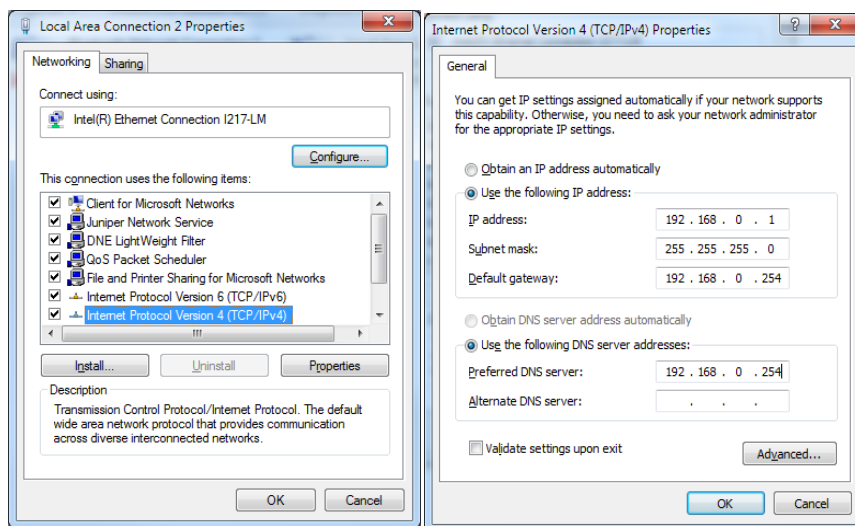 Local Area Connection 2 Properties
Networking
Sharing
Connect using:
Intel(R) Ethernet Connection I217-LM
Configure...
This connection uses the following items:
Client for Microsoft Networks
Juniper Network Service
DNE LightWeight Filter
QoS Packet Scheduler
File and Printer Sharing for Microsoft Networks
Internet Protocol Version 6 (TCP/IPv6)
Internet Protocol Version 4 (TCP/IPv4)
Install...
Uninstall
Properties
Description
Transmission Control Protocol/Internet Protocol. The default
wide area network protocol that provides communication
across diverse interconnected networks.
OK
Cancel
Internet Protocol Version 4 (TCP/IPv4) Properties
General
You can get IP settings assigned automatically if your network supports
this capability. Otherwise, you need to ask your network administrator
for the appropriate IP settings.
Obtain an IP address automatically
Use the following IP address:
IP address: 192 . 168 . 0 . 1
Subnet mask: 255 . 255 . 255 . 0
Default gateway: 192 . 168 . 0 . 254
Obtain DNS server address automatically
Use the following DNS server addresses:
Preferred DNS server: 192 . 168 . 0 . 254
Alternate DNS server: . . .
Validate settings upon exit
Advanced...
OK
Cancel